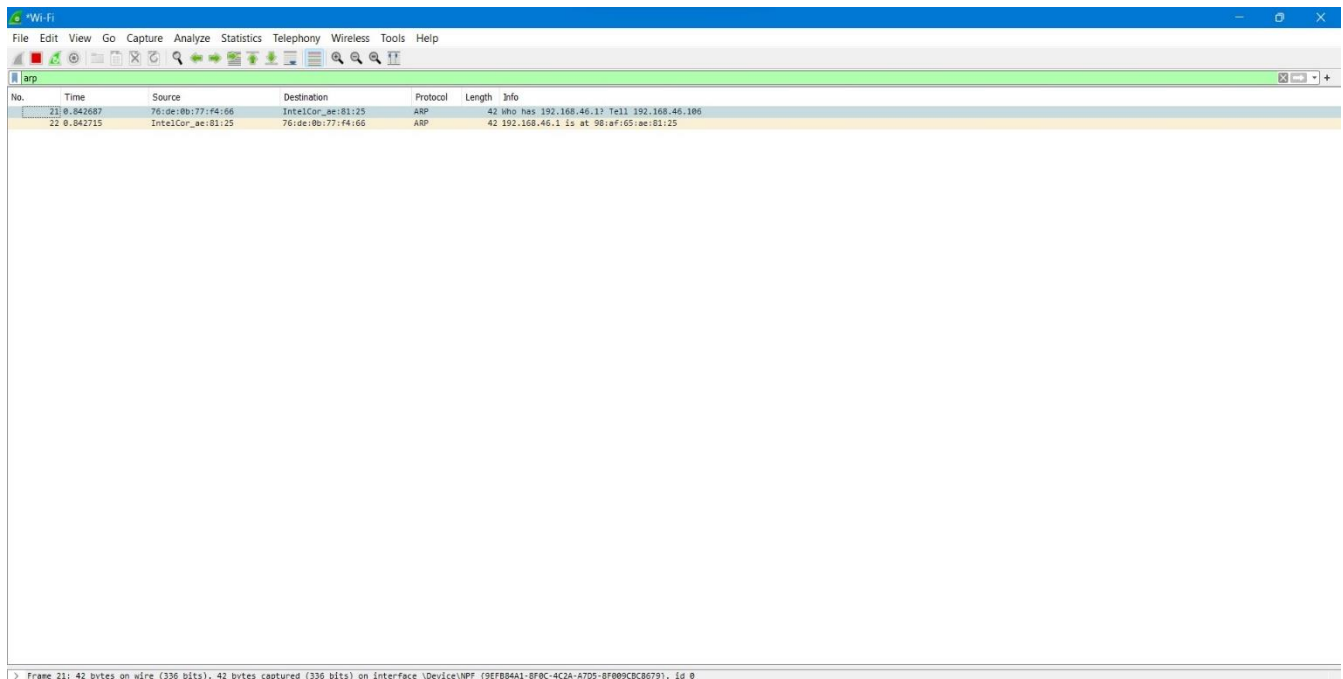 *Wi-Fi
File Edit View Go Capture Analyze Statistics Telephony Wireless Tools Help
arp
No. Time Source Destination Protocol Length Info
21 0.842687 76:de:0b:77:f4:66 IntelCor_ae:81:25 ARP 42 Who has 192.168.46.1? Tell 192.168.46.106
22 0.842715 IntelCor_ae:81:25 76:de:0b:77:f4:66 ARP 42 192.168.46.1 is at 98:af:65:ae:81:25
> Frame 21: 42 bytes on wire (336 bits), 42 bytes captured (336 bits) on interface \Device\NPF_{9EFB84A1-8F0C-4C2A-A7D5-8F009CBC8679}, id 0